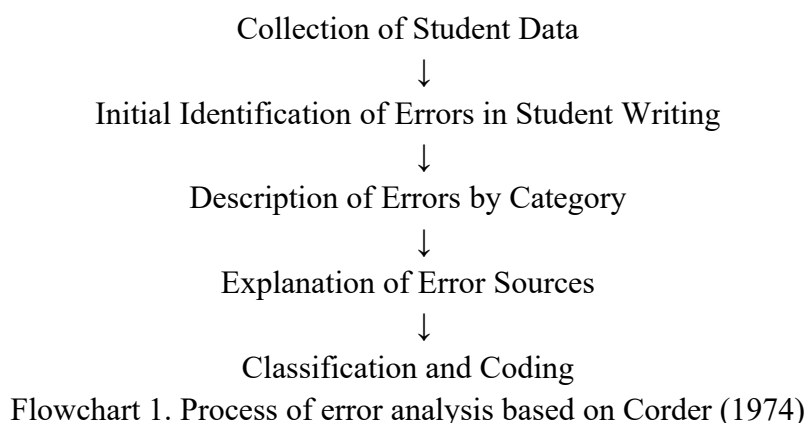 Collection of Student Data
↓
Initial Identification of Errors in Student Writing
↓
Description of Errors by Category
↓
Explanation of Error Sources
↓
Classification and Coding
Flowchart 1. Process of error analysis based on Corder (1974)